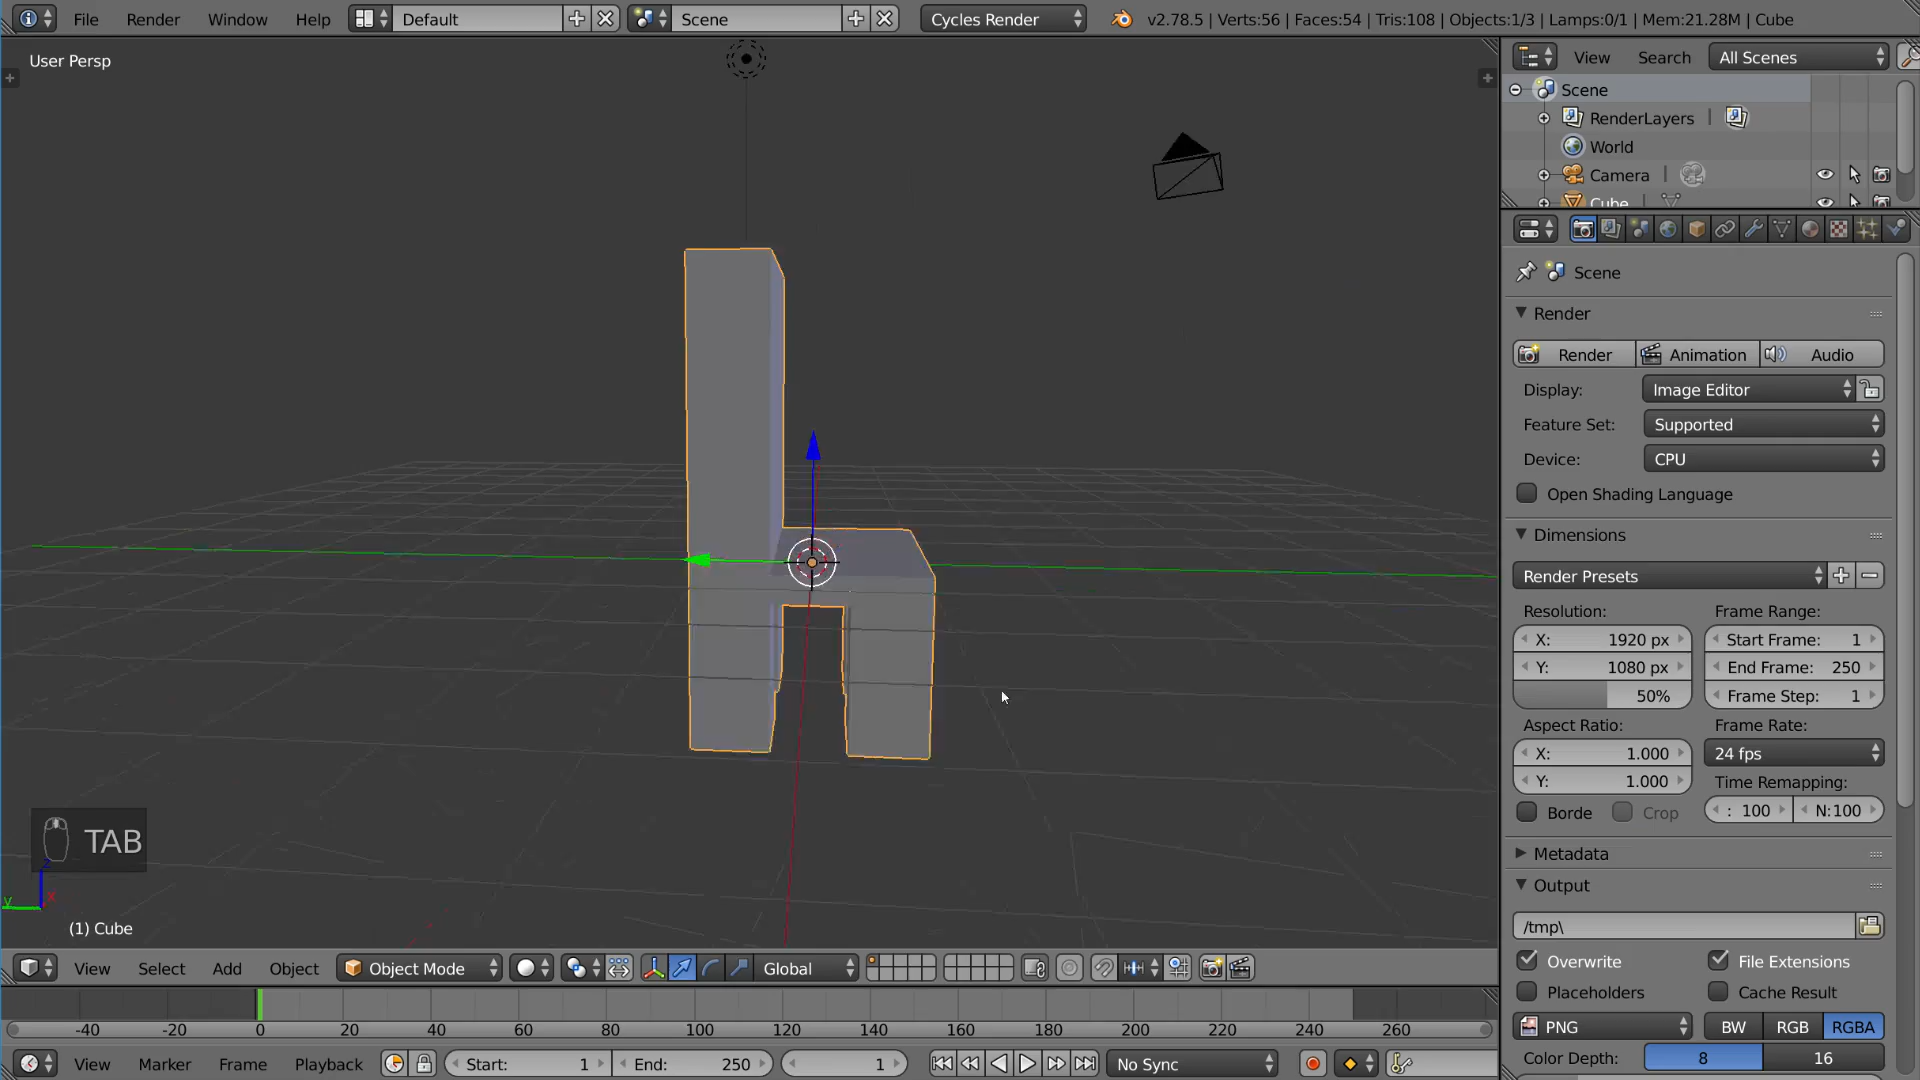 File Render Window Help Default Scene Cycles Render v2.78.5 | Verts:56 | Faces:54 | Tris:108 | Objects:1/3 | Lamps:0/1 | Mem:21.28M | Cube
User Persp
View Search All Scenes
Scene
RenderLayers
World
Camera
Cube
Scene
Render
Render Animation Audio
Display: Image Editor
Feature Set: Supported
Device: CPU
Open Shading Language
Dimensions
Render Presets
Resolution: Frame Range:
X: 1920 px Start Frame: 1
Y: 1080 px End Frame: 250
50% Frame Step: 1
Aspect Ratio: Frame Rate:
X: 1.000 24 fps
Y: 1.000 Time Remapping:
Borde Crop : 100 N:100
Metadata
Output
/tmp\
Overwrite File Extensions
Placeholders Cache Result
PNG BW RGB RGBA
Color Depth: 8 16
TAB
z
y x
(1) Cube
View Select Add Object Object Mode Global
-40 -20 0 20 40 60 80 100 120 140 160 180 200 220 240 260
View Marker Frame Playback Start: 1 End: 250 1 No Sync